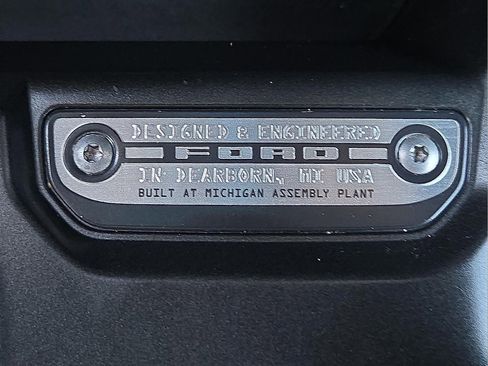 DESIGNED & ENGINEERED
FORD
IN DEARBORN, MI USA
BUILT AT MICHIGAN ASSEMBLY PLANT